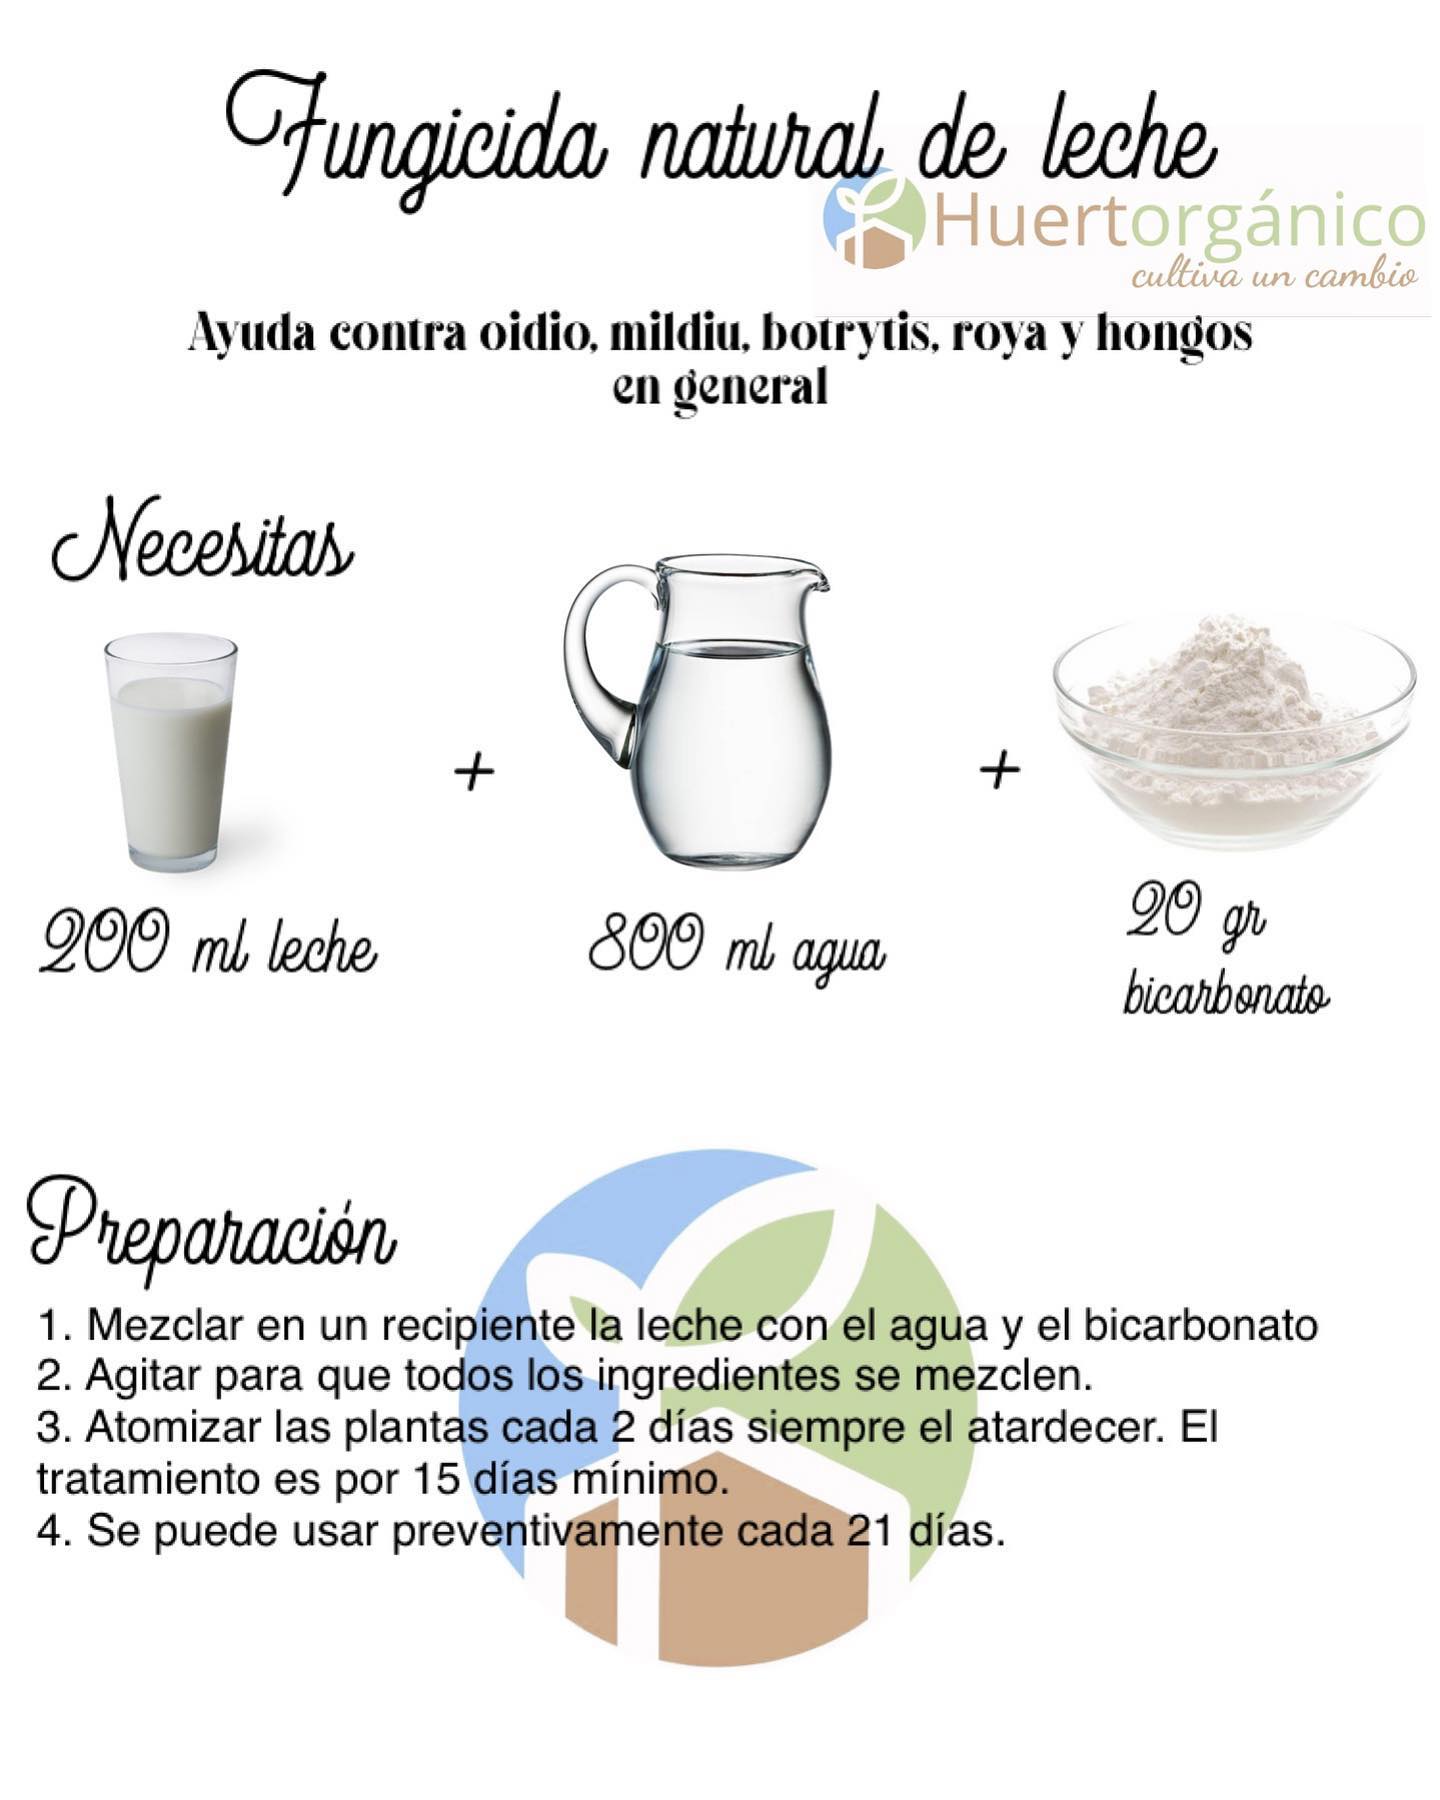 Fungicida natural de leche
Huertorgánico
cultiva un cambio
Ayuda contra oidio, mildiu, botrytis, roya y hongos
en general
Necesitas
+
+
200 ml leche
800 ml agua
20 gr
bicarbonato
Preparación
1. Mezclar en un recipiente la leche con el agua y el bicarbonato
2. Agitar para que todos los ingredientes se mezclen.
3. Atomizar las plantas cada 2 días siempre el atardecer. El
tratamiento es por 15 días mínimo.
4. Se puede usar preventivamente cada 21 días.